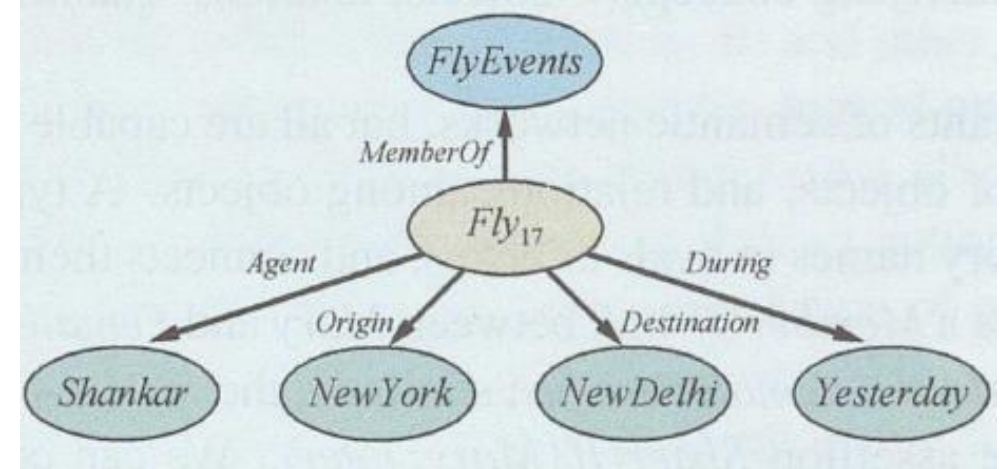 FlyEvents
MemberOf
Fly₁₇
Agent
During
Origin
Destination
Shankar
NewYork
NewDelhi
Yesterday